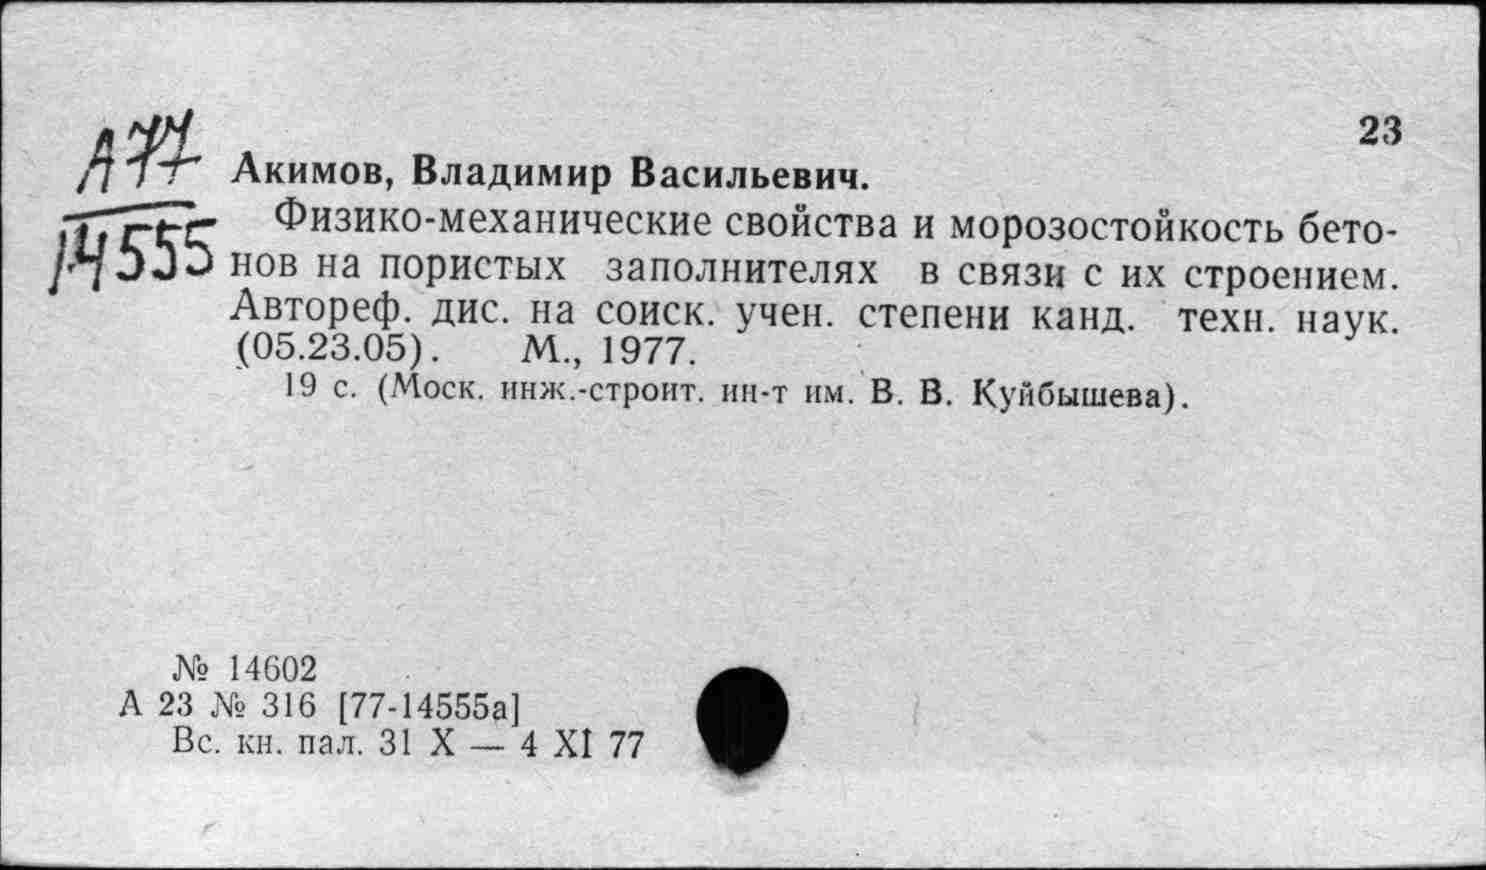 23
А77
14555
Акимов, Владимир Васильевич.
Физико-механические свойства и морозостойкость бето-
нов на пористых заполнителях в связи с их строением.
Автореф. дис. на соиск. учен. степени канд. техн. наук.
(05.23.05). М., 1977.
19 с. (Моск. инж.-строит. ин-т им. В. В. Куйбышева).
№ 14602
А 23 № 316 [77-14555а]
Вс. кн. пал. 31 X — 4 XI 77